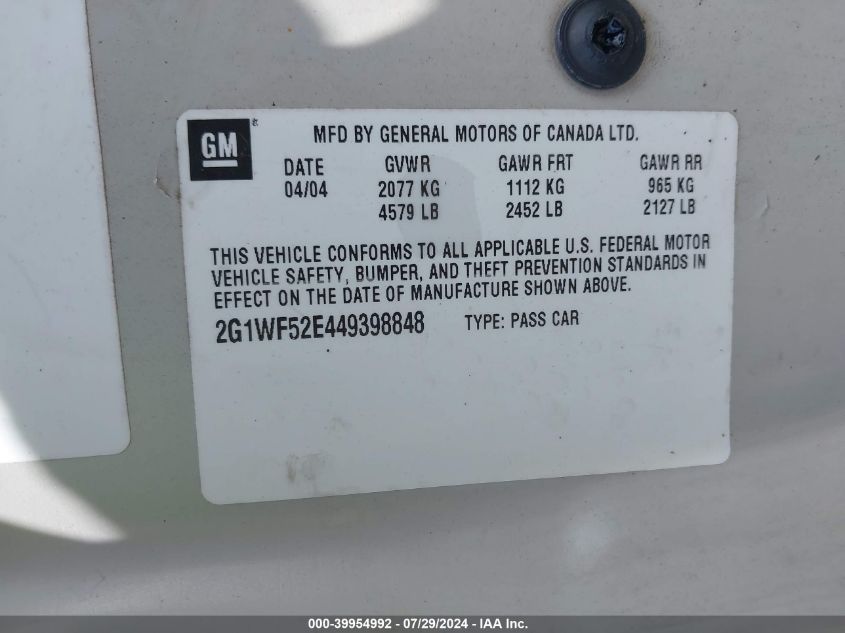 GM ® MFD BY GENERAL MOTORS OF CANADA LTD.
DATE GVWR GAWR FRT GAWR RR
04/04 2077 KG 1112 KG 965 KG
4579 LB 2452 LB 2127 LB
THIS VEHICLE CONFORMS TO ALL APPLICABLE U.S. FEDERAL MOTOR
VEHICLE SAFETY, BUMPER, AND THEFT PREVENTION STANDARDS IN
EFFECT ON THE DATE OF MANUFACTURE SHOWN ABOVE.
2G1WF52E449398848 TYPE: PASS CAR
000-39954992 - 07/29/2024 - IAA Inc.